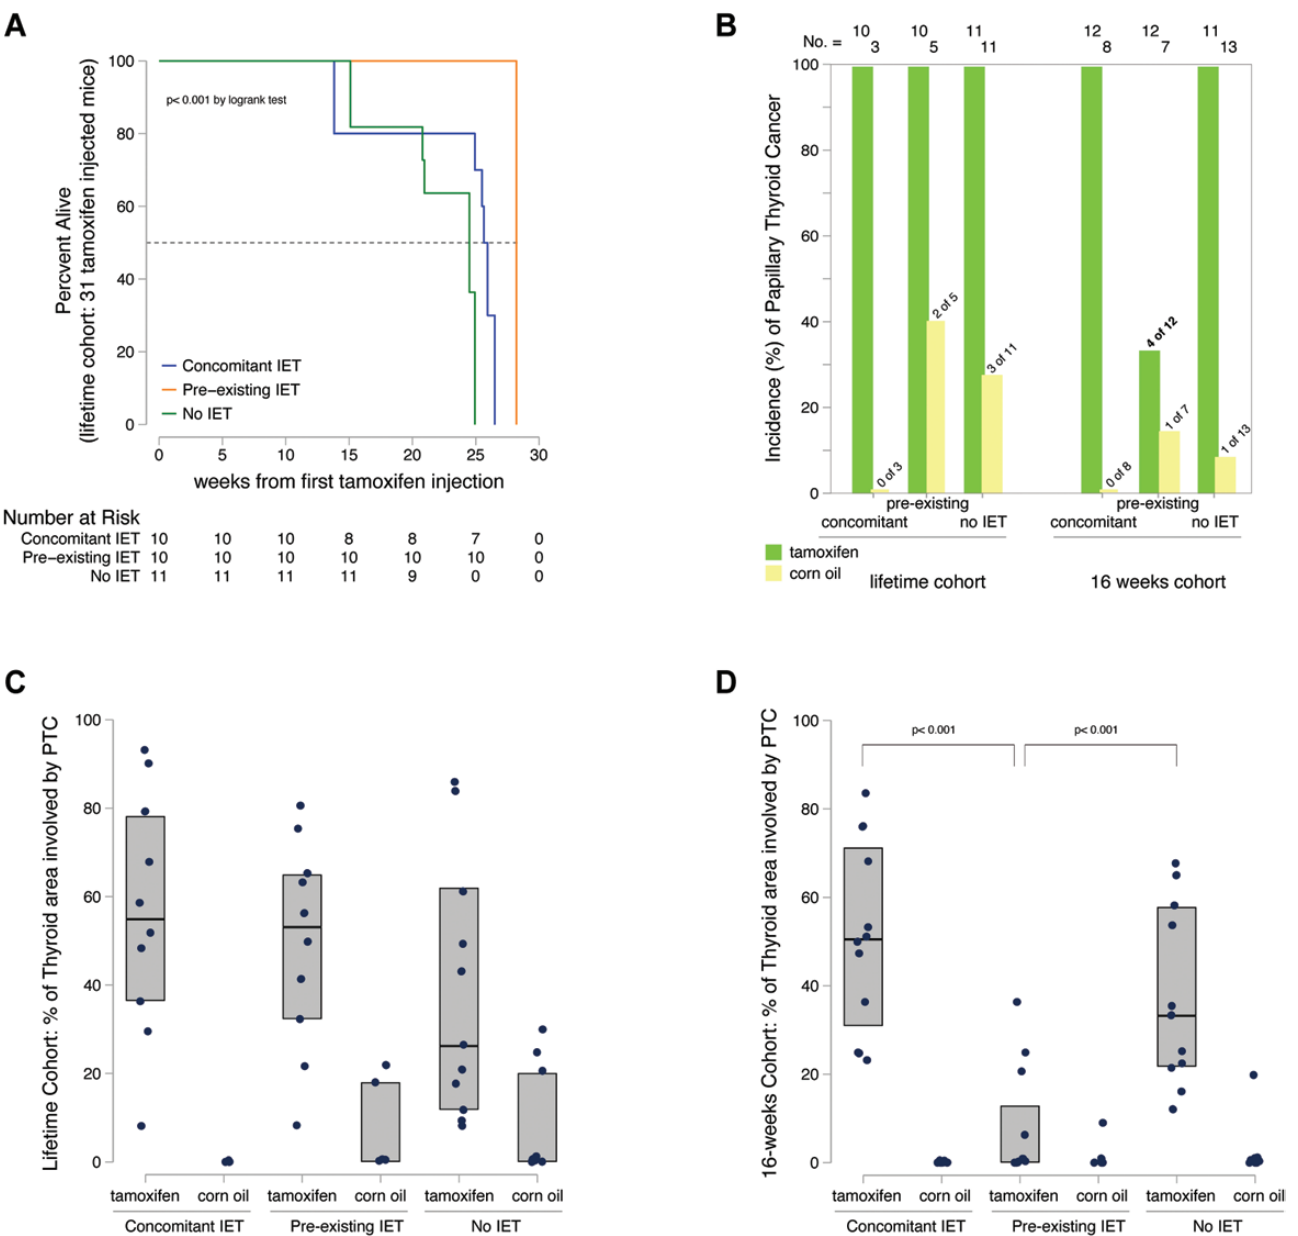 A
Percvent Alive
(lifetime cohort: 31 tamoxifen injected mice)
100
80
60
40
20
0
p< 0.001 by logrank test
Concomitant IET
Pre–existing IET
No IET
0 5 10 15 20 25 30
weeks from first tamoxifen injection
Number at Risk
Concomitant IET 10 10 10 8 8 7 0
Pre–existing IET 10 10 10 10 10 10 0
No IET 11 11 11 11 9 0 0
B
No. =
10 10 11 12 12 11
3 5 11 8 7 13
Incidence (%) of Papillary Thyroid Cancer
100
80
60
40
20
0
0 of 3
2 of 5
3 of 11
0 of 8
4 of 12
1 of 7
1 of 13
pre-existing pre-existing
concomitant no IET concomitant no IET
tamoxifen
corn oil
lifetime cohort 16 weeks cohort
C
Lifetime Cohort: % of Thyroid area involved by PTC
100
80
60
40
20
0
tamoxifen corn oil tamoxifen corn oil tamoxifen corn oil
Concomitant IET Pre-existing IET No IET
D
16-weeks Cohort: % of Thyroid area involved by PTC
100
80
60
40
20
0
p< 0.001 p< 0.001
tamoxifen corn oil tamoxifen corn oil tamoxifen corn oil
Concomitant IET Pre-existing IET No IET